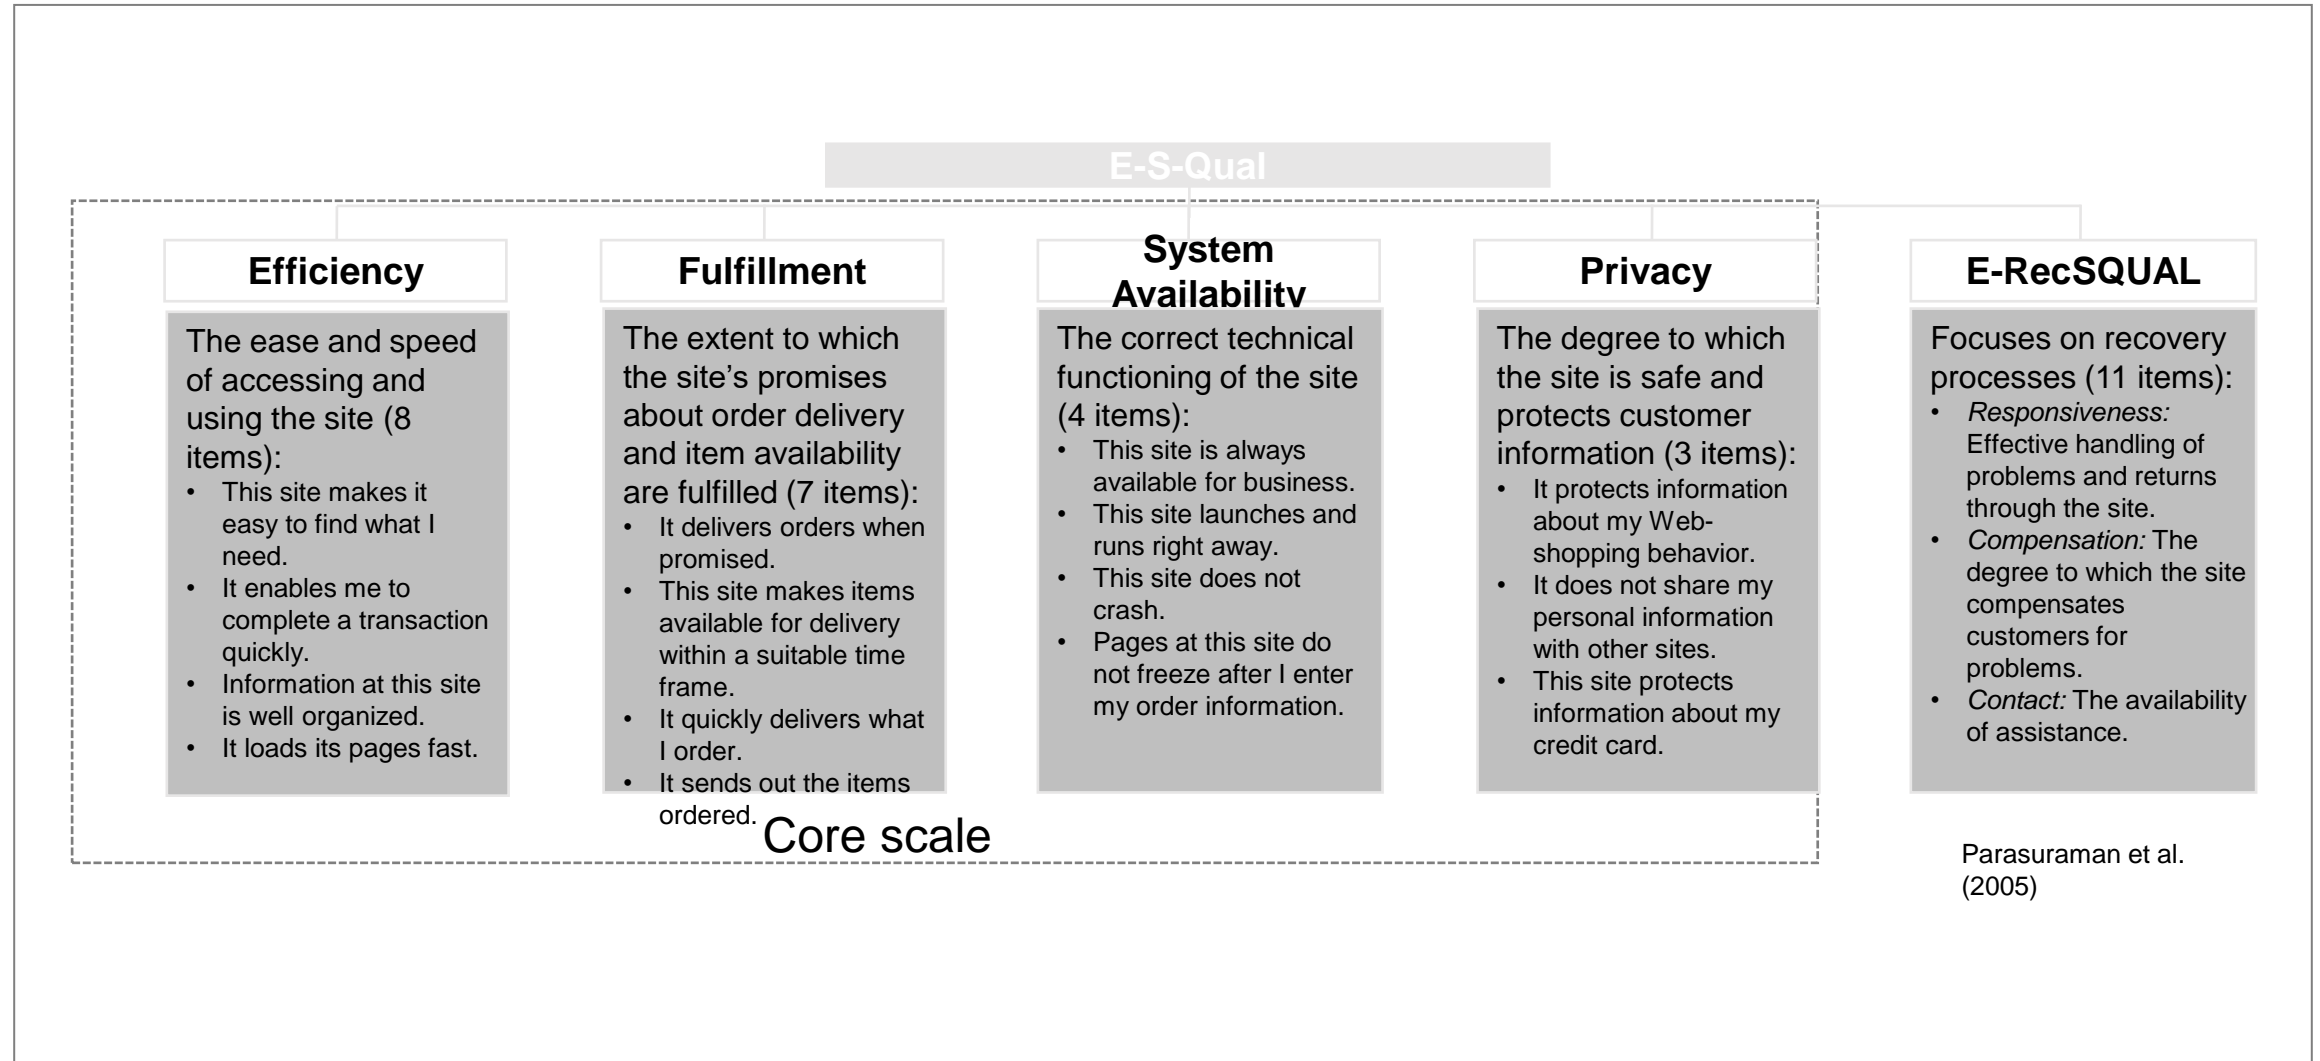 E-S-Qual
Efficiency
The ease and speed
of accessing and
using the site (8
items):
• This site makes it
easy to find what I
need.
• It enables me to
complete a transaction
quickly.
• Information at this site
is well organized.
• It loads its pages fast.
Fulfillment
The extent to which
the site’s promises
about order delivery
and item availability
are fulfilled (7 items):
• It delivers orders when
promised.
• This site makes items
available for delivery
within a suitable time
frame.
• It quickly delivers what
I order.
• It sends out the items
ordered.
System
Availability
The correct technical
functioning of the site
(4 items):
• This site is always
available for business.
• This site launches and
runs right away.
• This site does not
crash.
• Pages at this site do
not freeze after I enter
my order information.
Privacy
The degree to which
the site is safe and
protects customer
information (3 items):
• It protects information
about my Web-
shopping behavior.
• It does not share my
personal information
with other sites.
• This site protects
information about my
credit card.
E-RecSQUAL
Focuses on recovery
processes (11 items):
• Responsiveness:
Effective handling of
problems and returns
through the site.
• Compensation: The
degree to which the site
compensates
customers for
problems.
• Contact: The availability
of assistance.
Core scale
Parasuraman et al.
(2005)